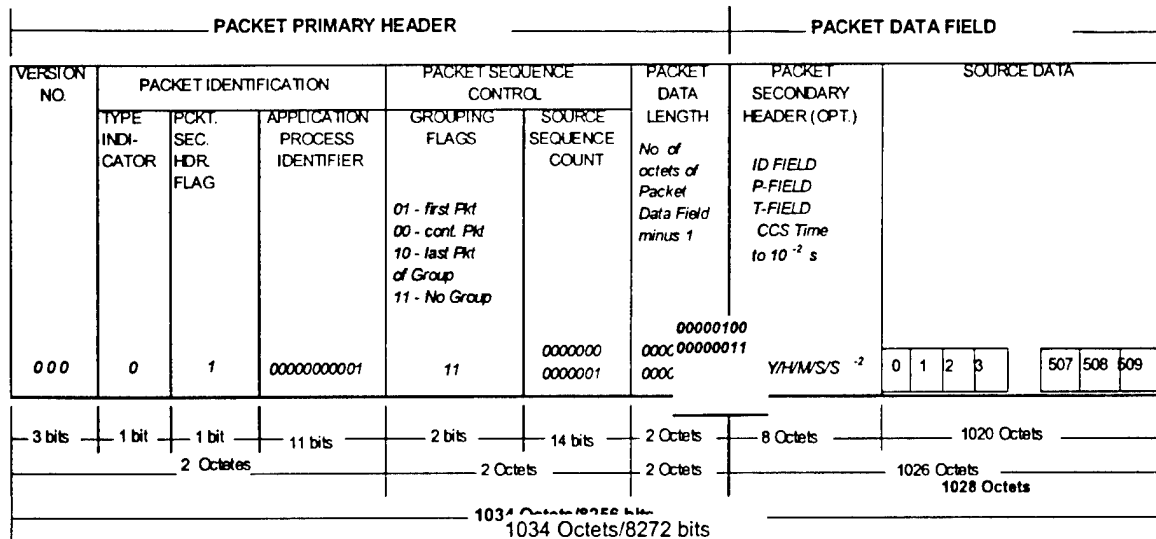 PACKET PRIMARY HEADER
PACKET DATA FIELD
VERSION
NO.
PACKET IDENTIFICATION
PACKET SEQUENCE
CONTROL
PACKET
DATA
LENGTH
PACKET
SECONDARY
HEADER (OPT.)
SOURCE DATA
TYPE
INDI-
CATOR
PCKT.
SEC.
HDR.
FLAG
APPLICATION
PROCESS
IDENTIFIER
GROUPING
FLAGS
SOURCE
SEQUENCE
COUNT
No of
octets of
Packet
Data Field
minus 1
ID FIELD
P-FIELD
T-FIELD
CCS Time
to 10 -2 s
01 - first Pkt
00 - cont. Pkt
10 - last Pkt
of Group
11 - No Group
000
0
1
00000000001
11
0000000
0000001
0000
0000
00000100
00000011
Y/H/M/S/S -2
0 1 2 3 507 508 509
3 bits 1 bit 1 bit 11 bits 2 bits 14 bits 2 Octets 8 Octets 1020 Octets
2 Octetes 2 Octets 2 Octets 1026 Octets
1028 Octets
1034 Octets/8256 bits
1034 Octets/8272 bits